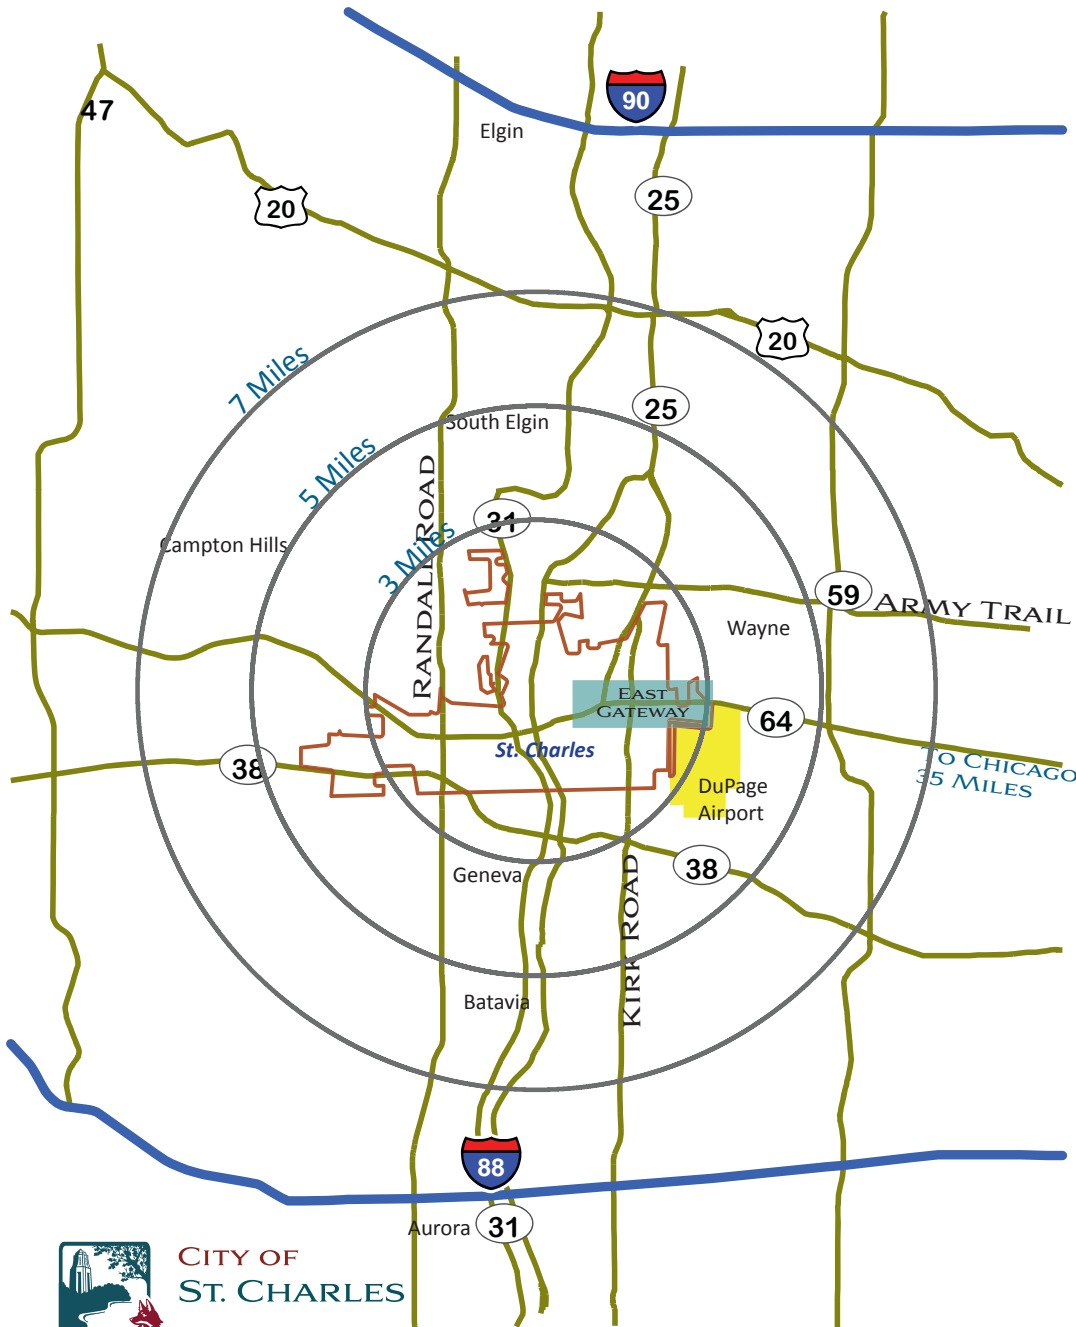 90
Elgin
47
25
20
20
7 Miles
25
South Elgin
5 Miles
RANDALL ROAD
31
3 Miles
Campton Hills
59
ARMY TRAIL
Wayne
EAST
GATEWAY
64
St. Charles
TO CHICAGO
35 MILES
38
DuPage
Airport
38
Geneva
KIRK ROAD
Batavia
88
Aurora
31
CITY OF
ST. CHARLES